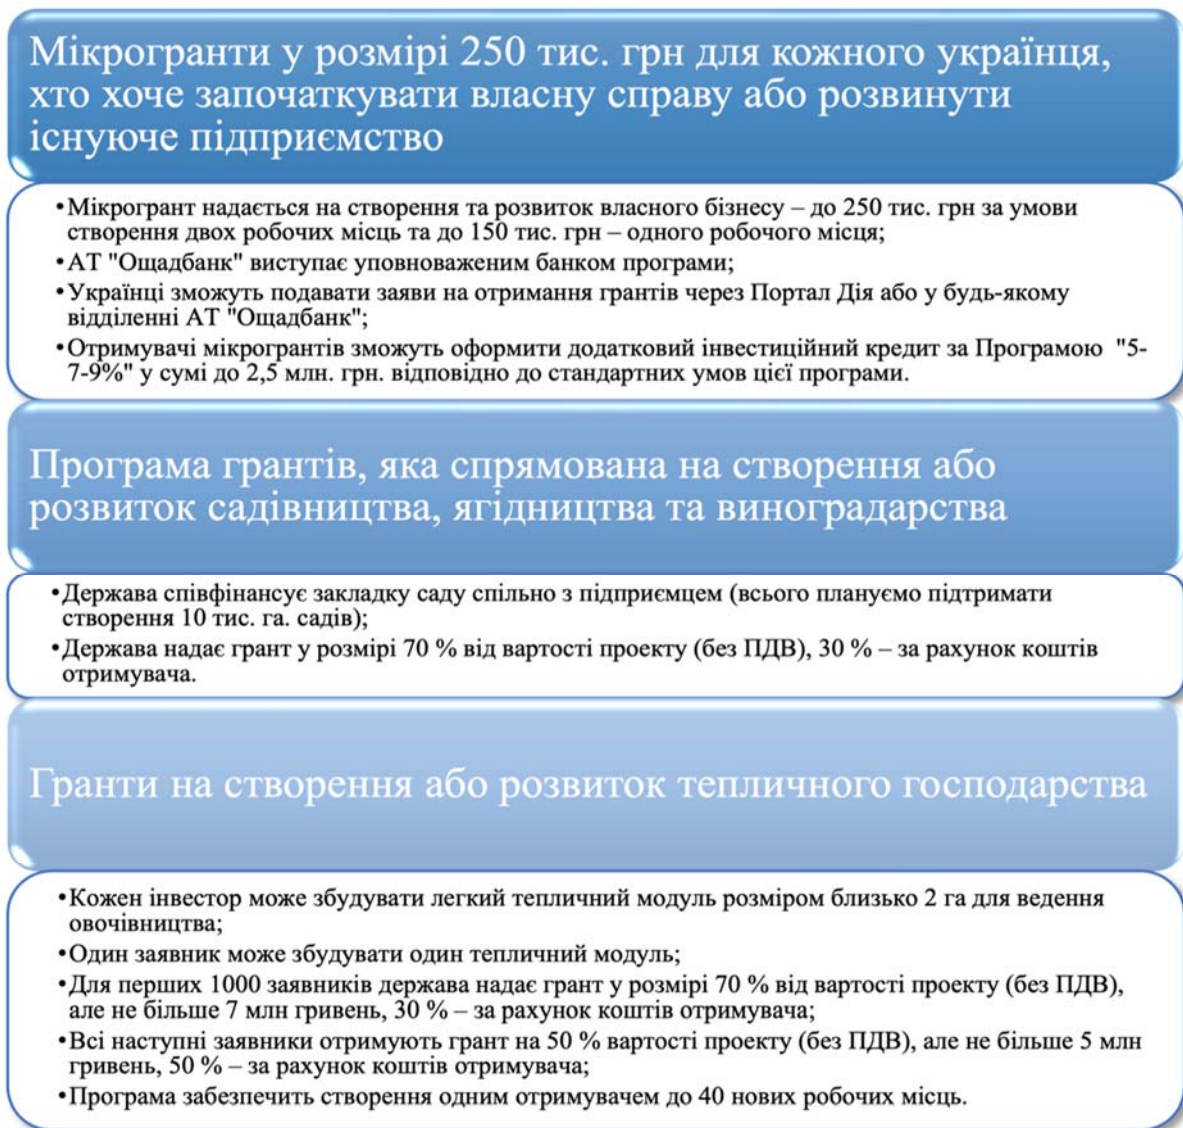 Мікрогранти у розмірі 250 тис. грн для кожного українця,
хто хоче започаткувати власну справу або розвинути
існуюче підприємство
•Мікрогрант надається на створення та розвиток власного бізнесу – до 250 тис. грн за умови
створення двох робочих місць та до 150 тис. грн – одного робочого місця;
•АТ "Ощадбанк" виступає уповноваженим банком програми;
•Українці зможуть подавати заяви на отримання грантів через Портал Дія або у будь-якому
відділенні АТ "Ощадбанк";
•Отримувачі мікрогрантів зможуть оформити додатковий інвестиційний кредит за Програмою "5-
7-9%" у сумі до 2,5 млн. грн. відповідно до стандартних умов цієї програми.
Програма грантів, яка спрямована на створення або
розвиток садівництва, ягідництва та виноградарства
•Держава співфінансує закладку саду спільно з підприємцем (всього плануємо підтримати
створення 10 тис. га. садів);
•Держава надає грант у розмірі 70 % від вартості проекту (без ПДВ), 30 % – за рахунок коштів
отримувача.
Гранти на створення або розвиток тепличного господарства
•Кожен інвестор може збудувати легкий тепличний модуль розміром близько 2 га для ведення
овочівництва;
•Один заявник може збудувати один тепличний модуль;
•Для перших 1000 заявників держава надає грант у розмірі 70 % від вартості проекту (без ПДВ),
але не більше 7 млн гривень, 30 % – за рахунок коштів отримувача;
•Всі наступні заявники отримують грант на 50 % вартості проекту (без ПДВ), але не більше 5 млн
гривень, 50 % – за рахунок коштів отримувача;
•Програма забезпечить створення одним отримувачем до 40 нових робочих місць.